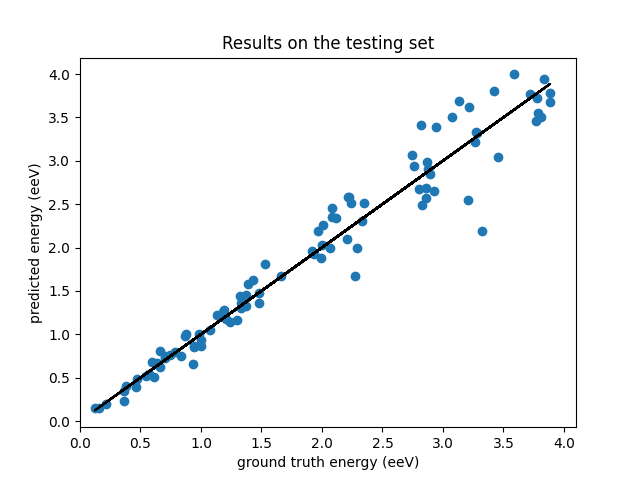 Results on the testing set
predicted energy (eeV)
4.0
3.5
3.0
2.5
2.0
1.5
1.0
0.5
0.0
0.0 0.5 1.0 1.5 2.0 2.5 3.0 3.5 4.0
ground truth energy (eeV)